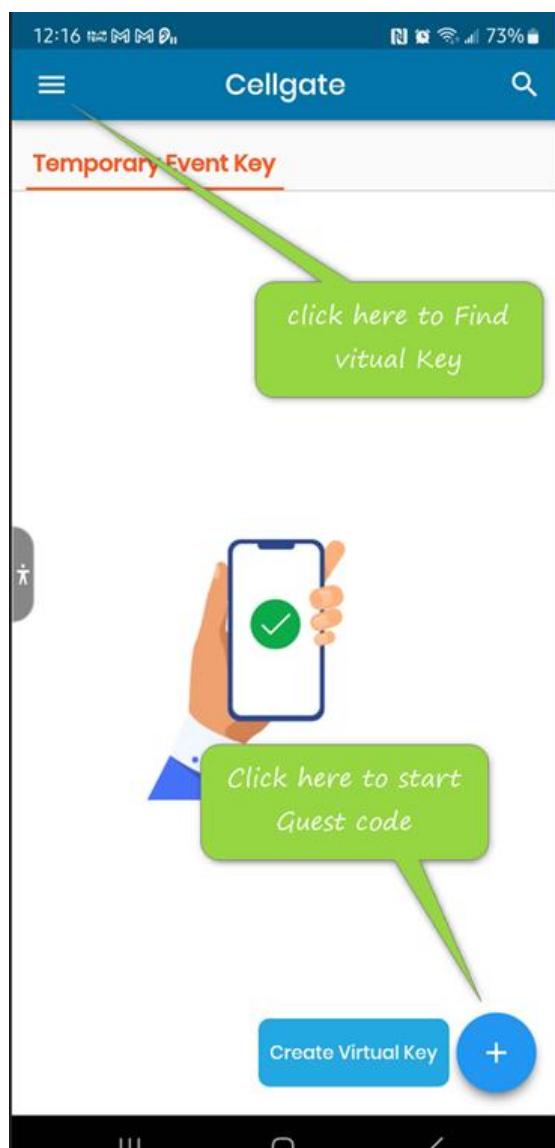 12:16
73%
Cellgate
Temporary Event Key
click here to Find
vitual Key
Click here to start
Guest code
Create Virtual Key
+